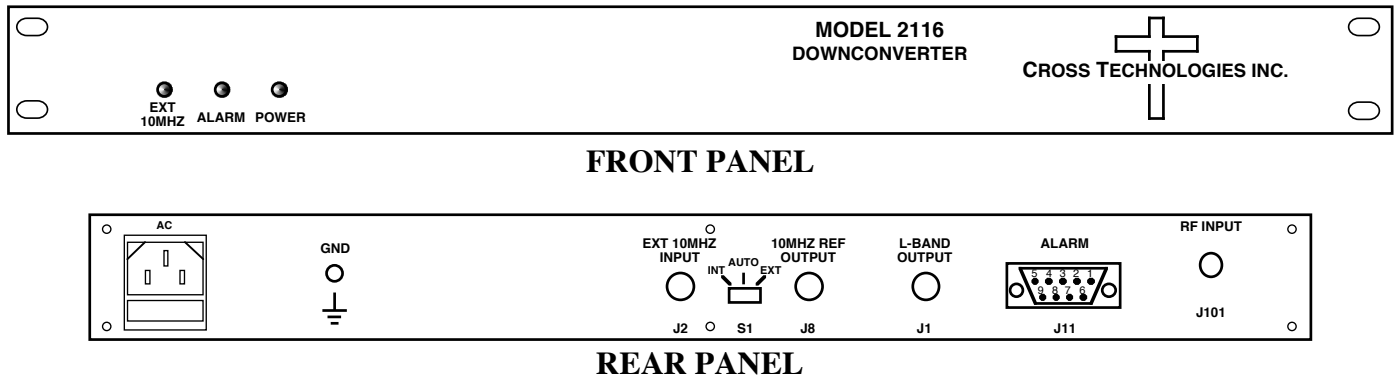 MODEL 2116
DOWNCONVERTER
CROSS TECHNOLOGIES INC.
EXT
10MHZ
ALARM
POWER
FRONT PANEL
AC
GND
EXT 10MHZ
INPUT
J2
INT
AUTO
EXT
S1
10MHZ REF
OUTPUT
J8
L-BAND
OUTPUT
J1
ALARM
5 4 3 2 1
9 8 7 6
J11
RF INPUT
J101
REAR PANEL